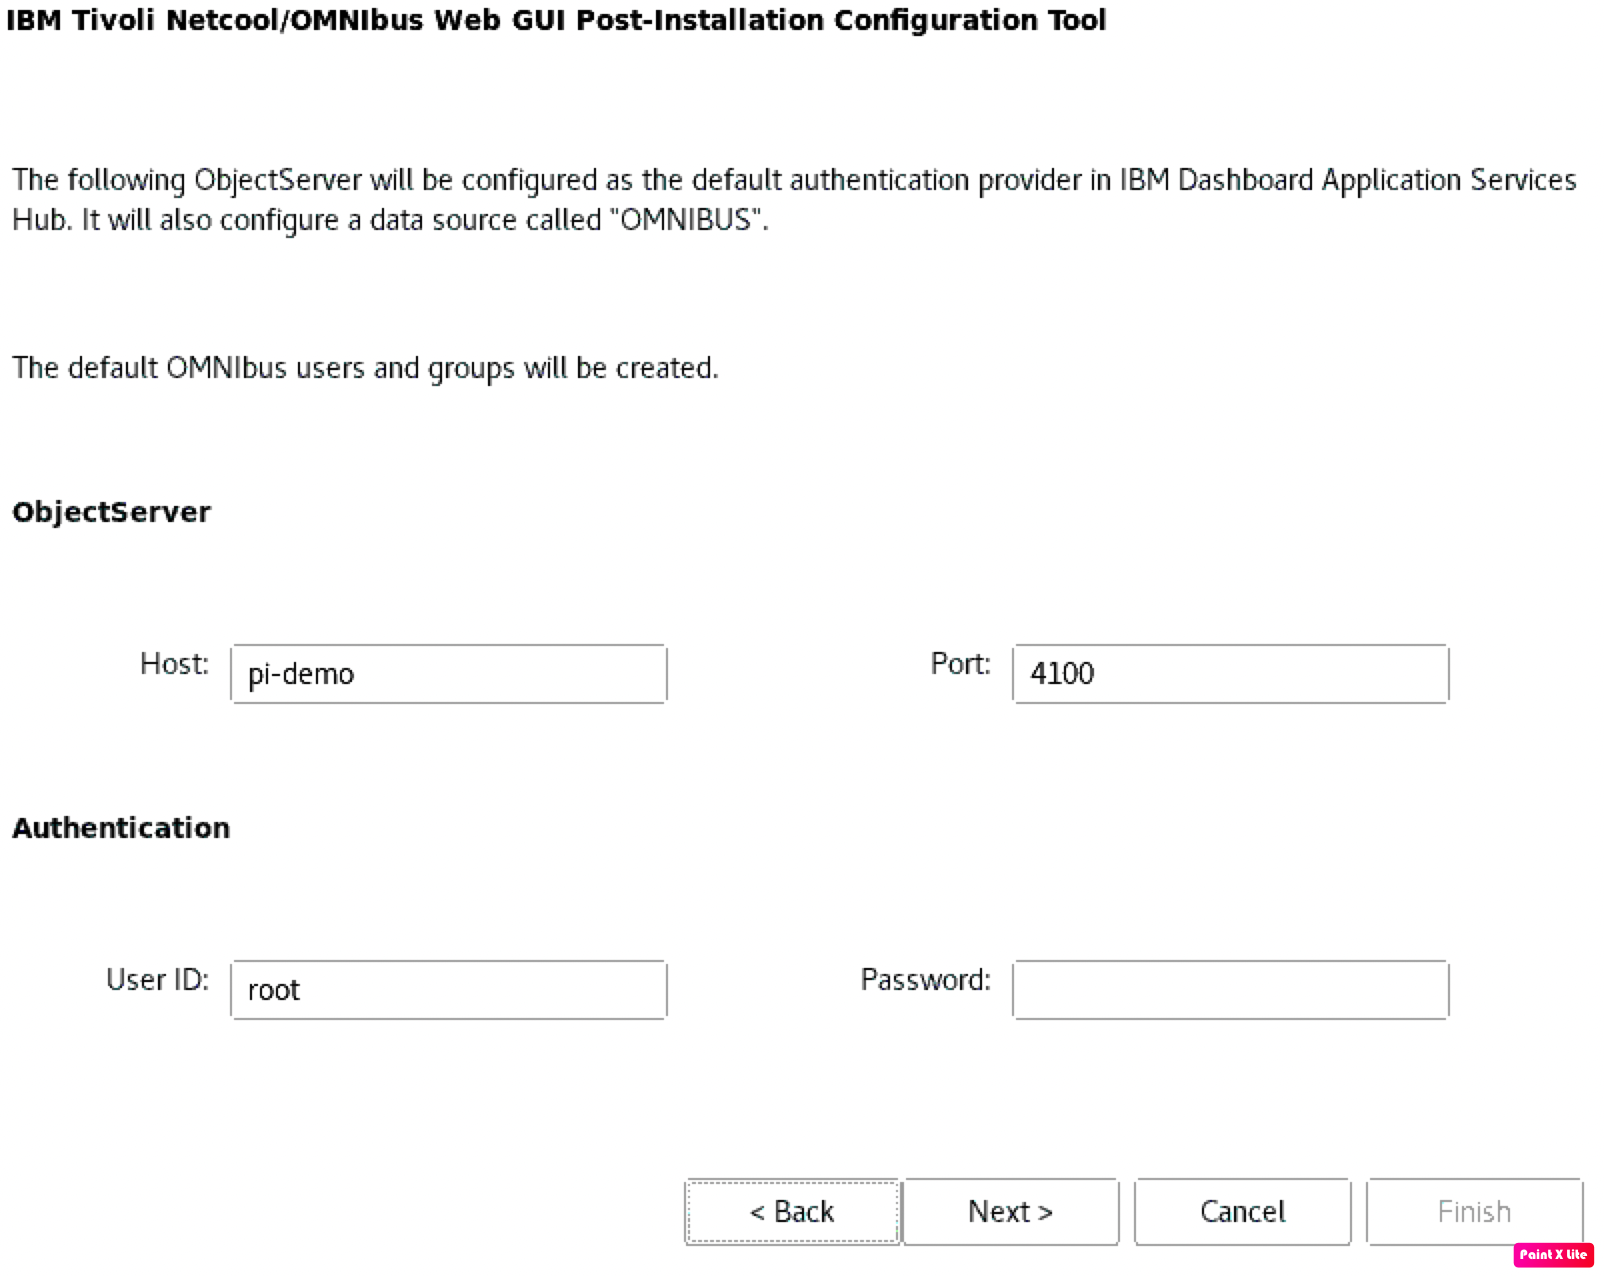 IBM Tivoli Netcool/OMNIbus Web GUI Post-Installation Configuration Tool
The following ObjectServer will be configured as the default authentication provider in IBM Dashboard Application Services
Hub. It will also configure a data source called "OMNIBUS".
The default OMNIbus users and groups will be created.
ObjectServer
Host: pi-demo Port: 4100
Authentication
User ID: root Password:
< Back Next > Cancel Finish
Paint X Lite